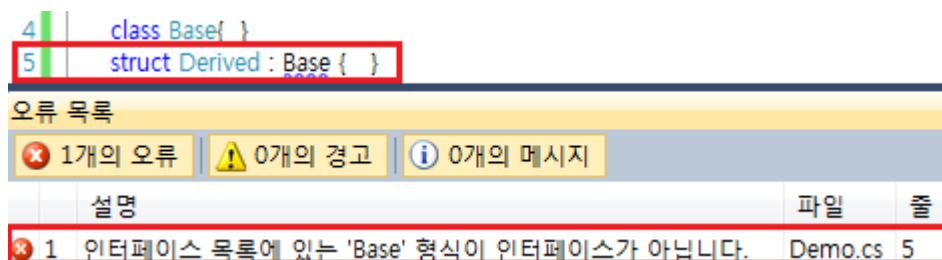 4 class Base{ }
5 struct Derived : Base { }
오류 목록
1개의 오류 0개의 경고 0개의 메시지
설명 파일 줄
1 인터페이스 목록에 있는 'Base' 형식이 인터페이스가 아닙니다. Demo.cs 5